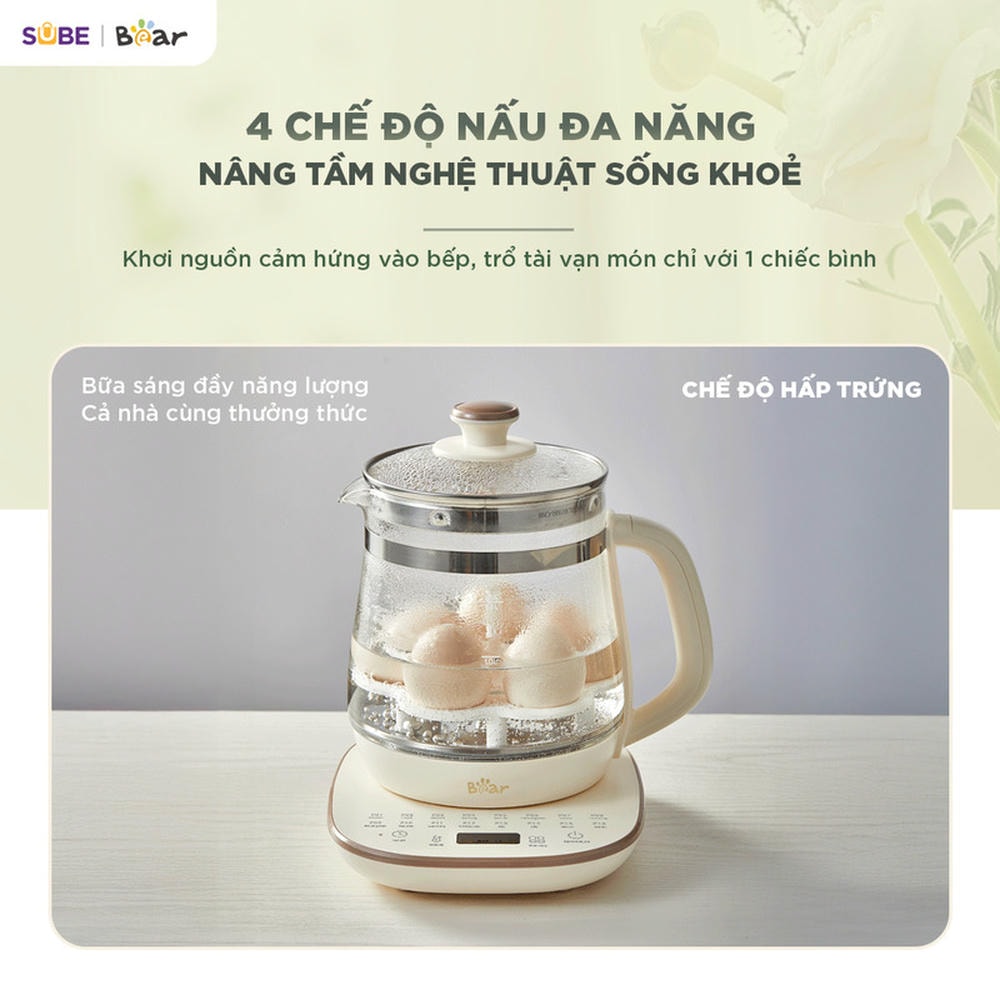 SUBE | Bear
4 CHẾ ĐỘ NẤU ĐA NĂNG
NÂNG TẦM NGHỆ THUẬT SỐNG KHOẺ
Khơi nguồn cảm hứng vào bếp, trổ tài vạn món chỉ với 1 chiếc bình
Bữa sáng đầy năng lượng
Cả nhà cùng thưởng thức
CHẾ ĐỘ HẤP TRỨNG
Bear